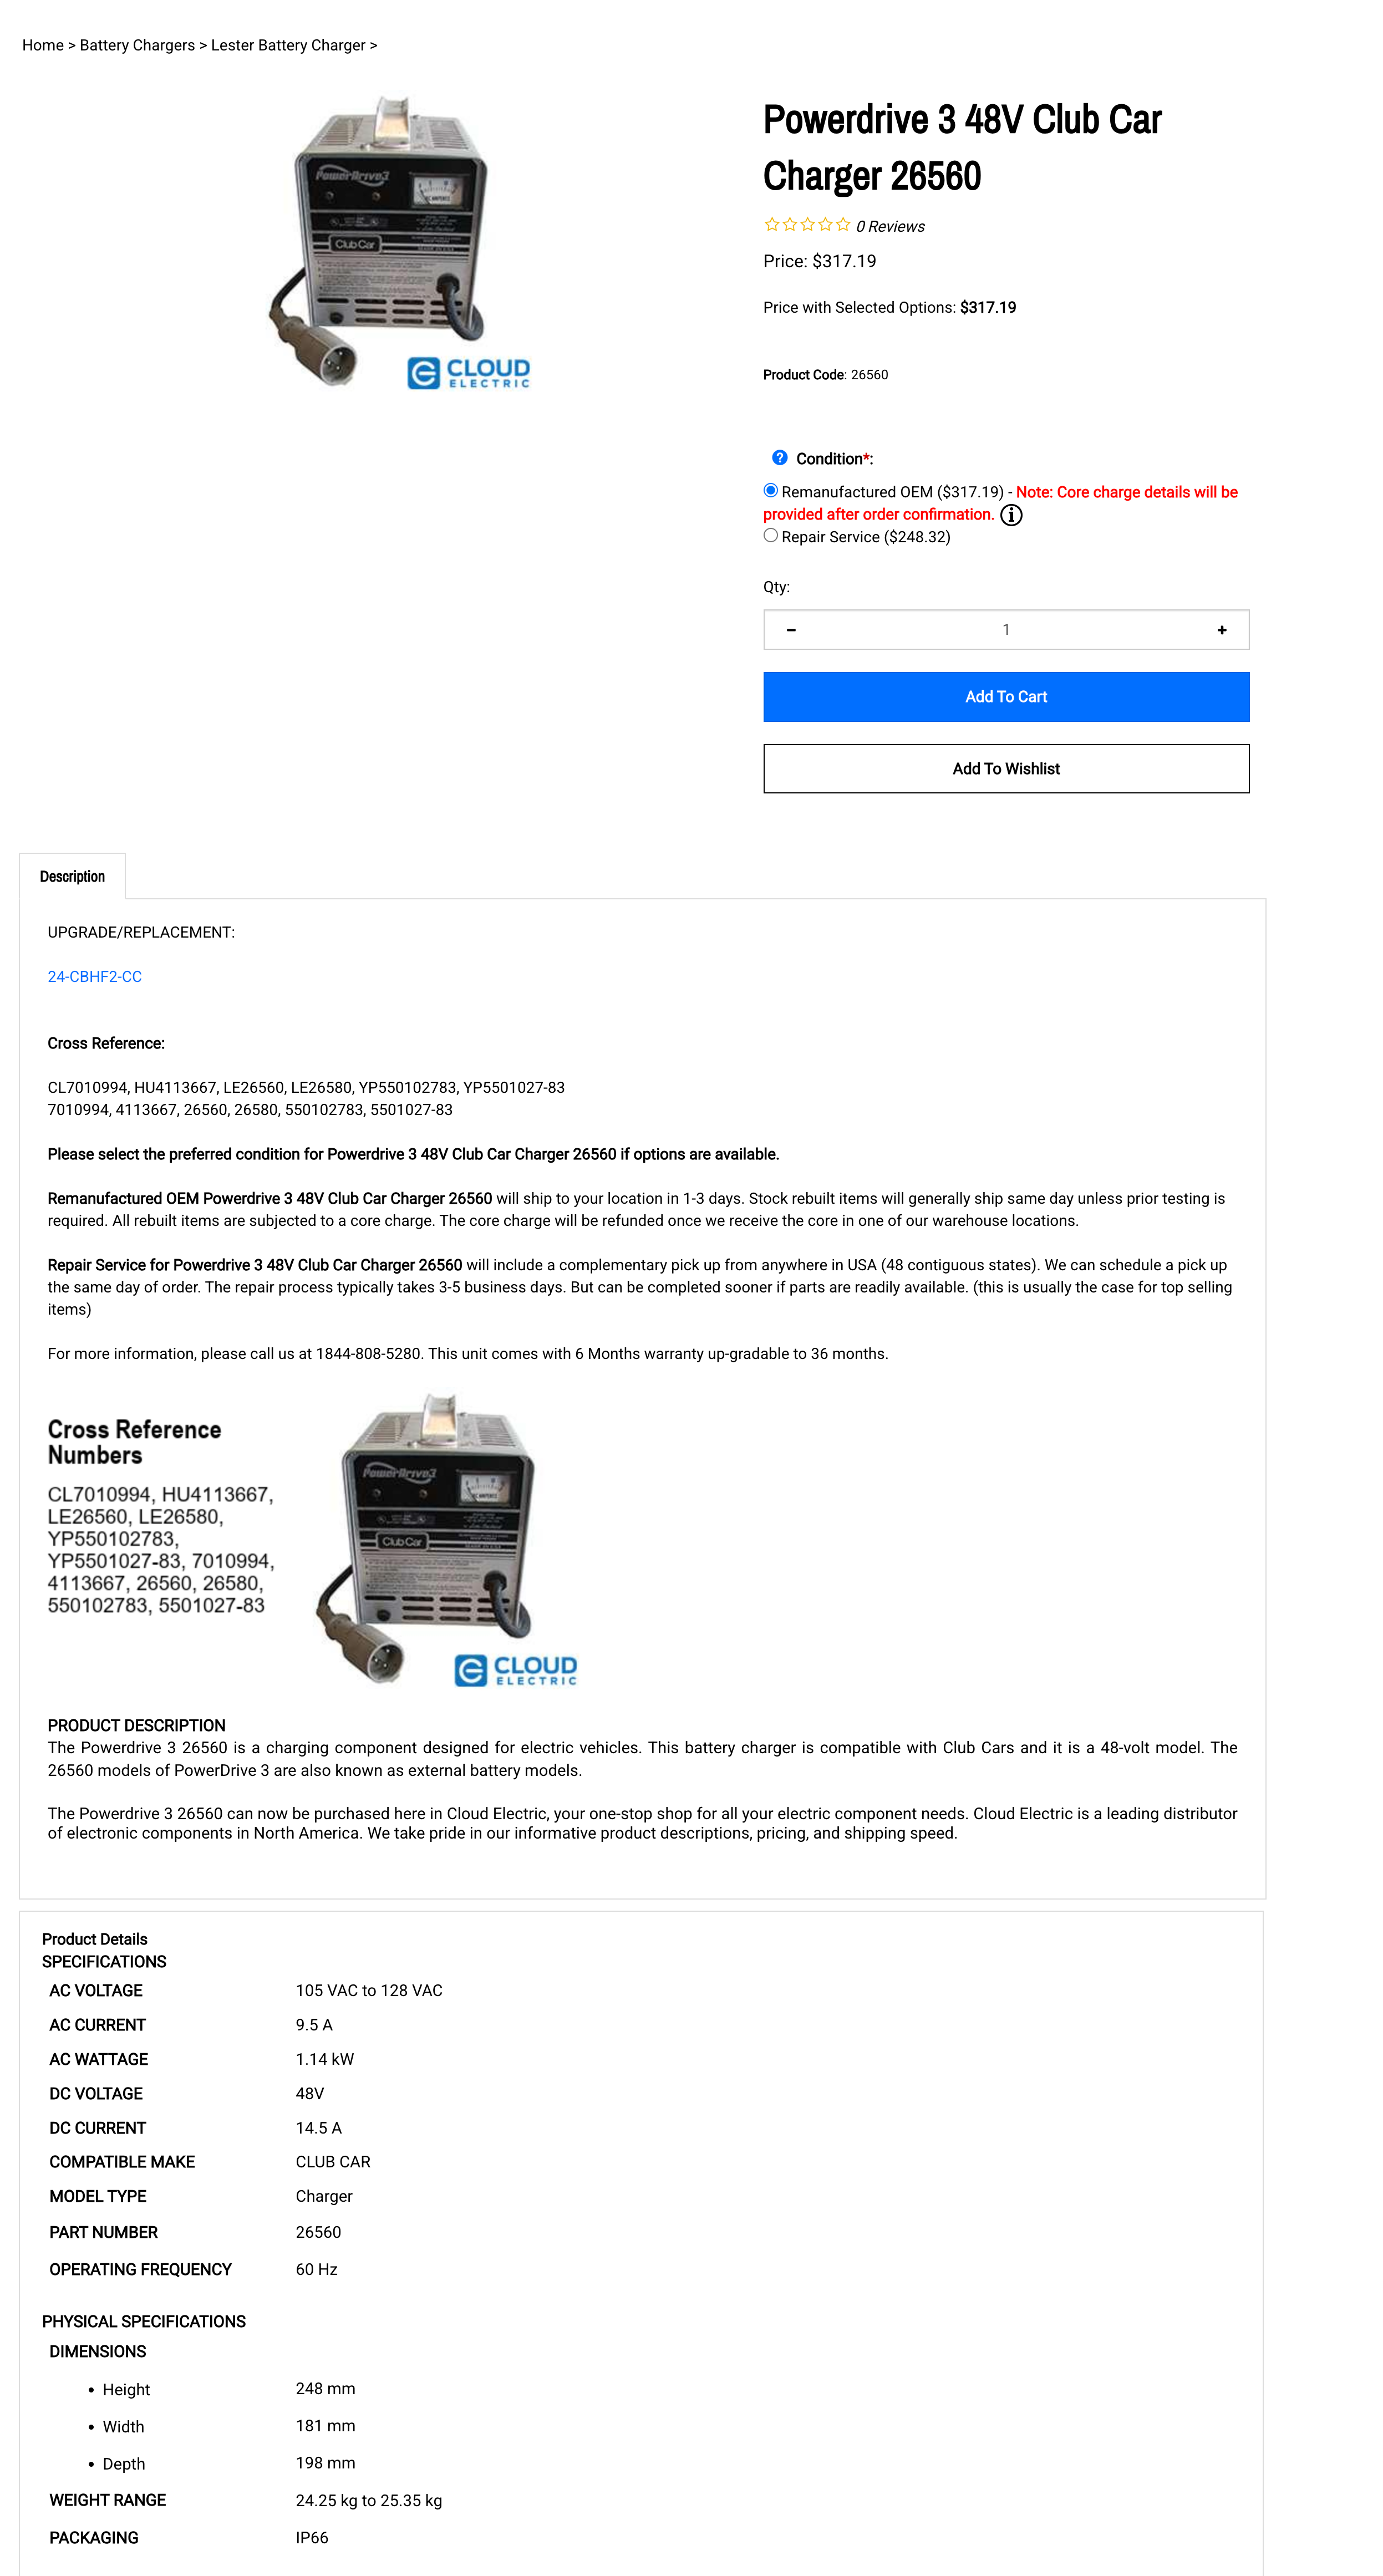 Home > Battery Chargers > Lester Battery Charger >
PowerDrive3
Club Car
CLOUD
ELECTRIC
Powerdrive 3 48V Club Car
Charger 26560
0 Reviews
Price: $317.19
Price with Selected Options: $317.19
Product Code: 26560
Condition*:
Remanufactured OEM ($317.19) - Note: Core charge details will be
provided after order confirmation.
Repair Service ($248.32)
Qty:
1
Add To Cart
Add To Wishlist
Description
UPGRADE/REPLACEMENT:
24-CBHF2-CC
Cross Reference:
CL7010994, HU4113667, LE26560, LE26580, YP550102783, YP5501027-83
7010994, 4113667, 26560, 26580, 550102783, 5501027-83
Please select the preferred condition for Powerdrive 3 48V Club Car Charger 26560 if options are available.
Remanufactured OEM Powerdrive 3 48V Club Car Charger 26560 will ship to your location in 1-3 days. Stock rebuilt items will generally ship same day unless prior testing is
required. All rebuilt items are subjected to a core charge. The core charge will be refunded once we receive the core in one of our warehouse locations.
Repair Service for Powerdrive 3 48V Club Car Charger 26560 will include a complementary pick up from anywhere in USA (48 contiguous states). We can schedule a pick up
the same day of order. The repair process typically takes 3-5 business days. But can be completed sooner if parts are readily available. (this is usually the case for top selling
items)
For more information, please call us at 1844-808-5280. This unit comes with 6 Months warranty up-gradable to 36 months.
Cross Reference
Numbers
CL7010994, HU4113667,
LE26560, LE26580,
YP550102783,
YP5501027-83, 7010994,
4113667, 26560, 26580,
550102783, 5501027-83
PowerDrive3
Club Car
CLOUD
ELECTRIC
PRODUCT DESCRIPTION
The Powerdrive 3 26560 is a charging component designed for electric vehicles. This battery charger is compatible with Club Cars and it is a 48-volt model. The
26560 models of PowerDrive 3 are also known as external battery models.
The Powerdrive 3 26560 can now be purchased here in Cloud Electric, your one-stop shop for all your electric component needs. Cloud Electric is a leading distributor
of electronic components in North America. We take pride in our informative product descriptions, pricing, and shipping speed.
Product Details
SPECIFICATIONS
AC VOLTAGE 105 VAC to 128 VAC
AC CURRENT 9.5 A
AC WATTAGE 1.14 kW
DC VOLTAGE 48V
DC CURRENT 14.5 A
COMPATIBLE MAKE CLUB CAR
MODEL TYPE Charger
PART NUMBER 26560
OPERATING FREQUENCY 60 Hz
PHYSICAL SPECIFICATIONS
DIMENSIONS
• Height 248 mm
• Width 181 mm
• Depth 198 mm
WEIGHT RANGE 24.25 kg to 25.35 kg
PACKAGING IP66